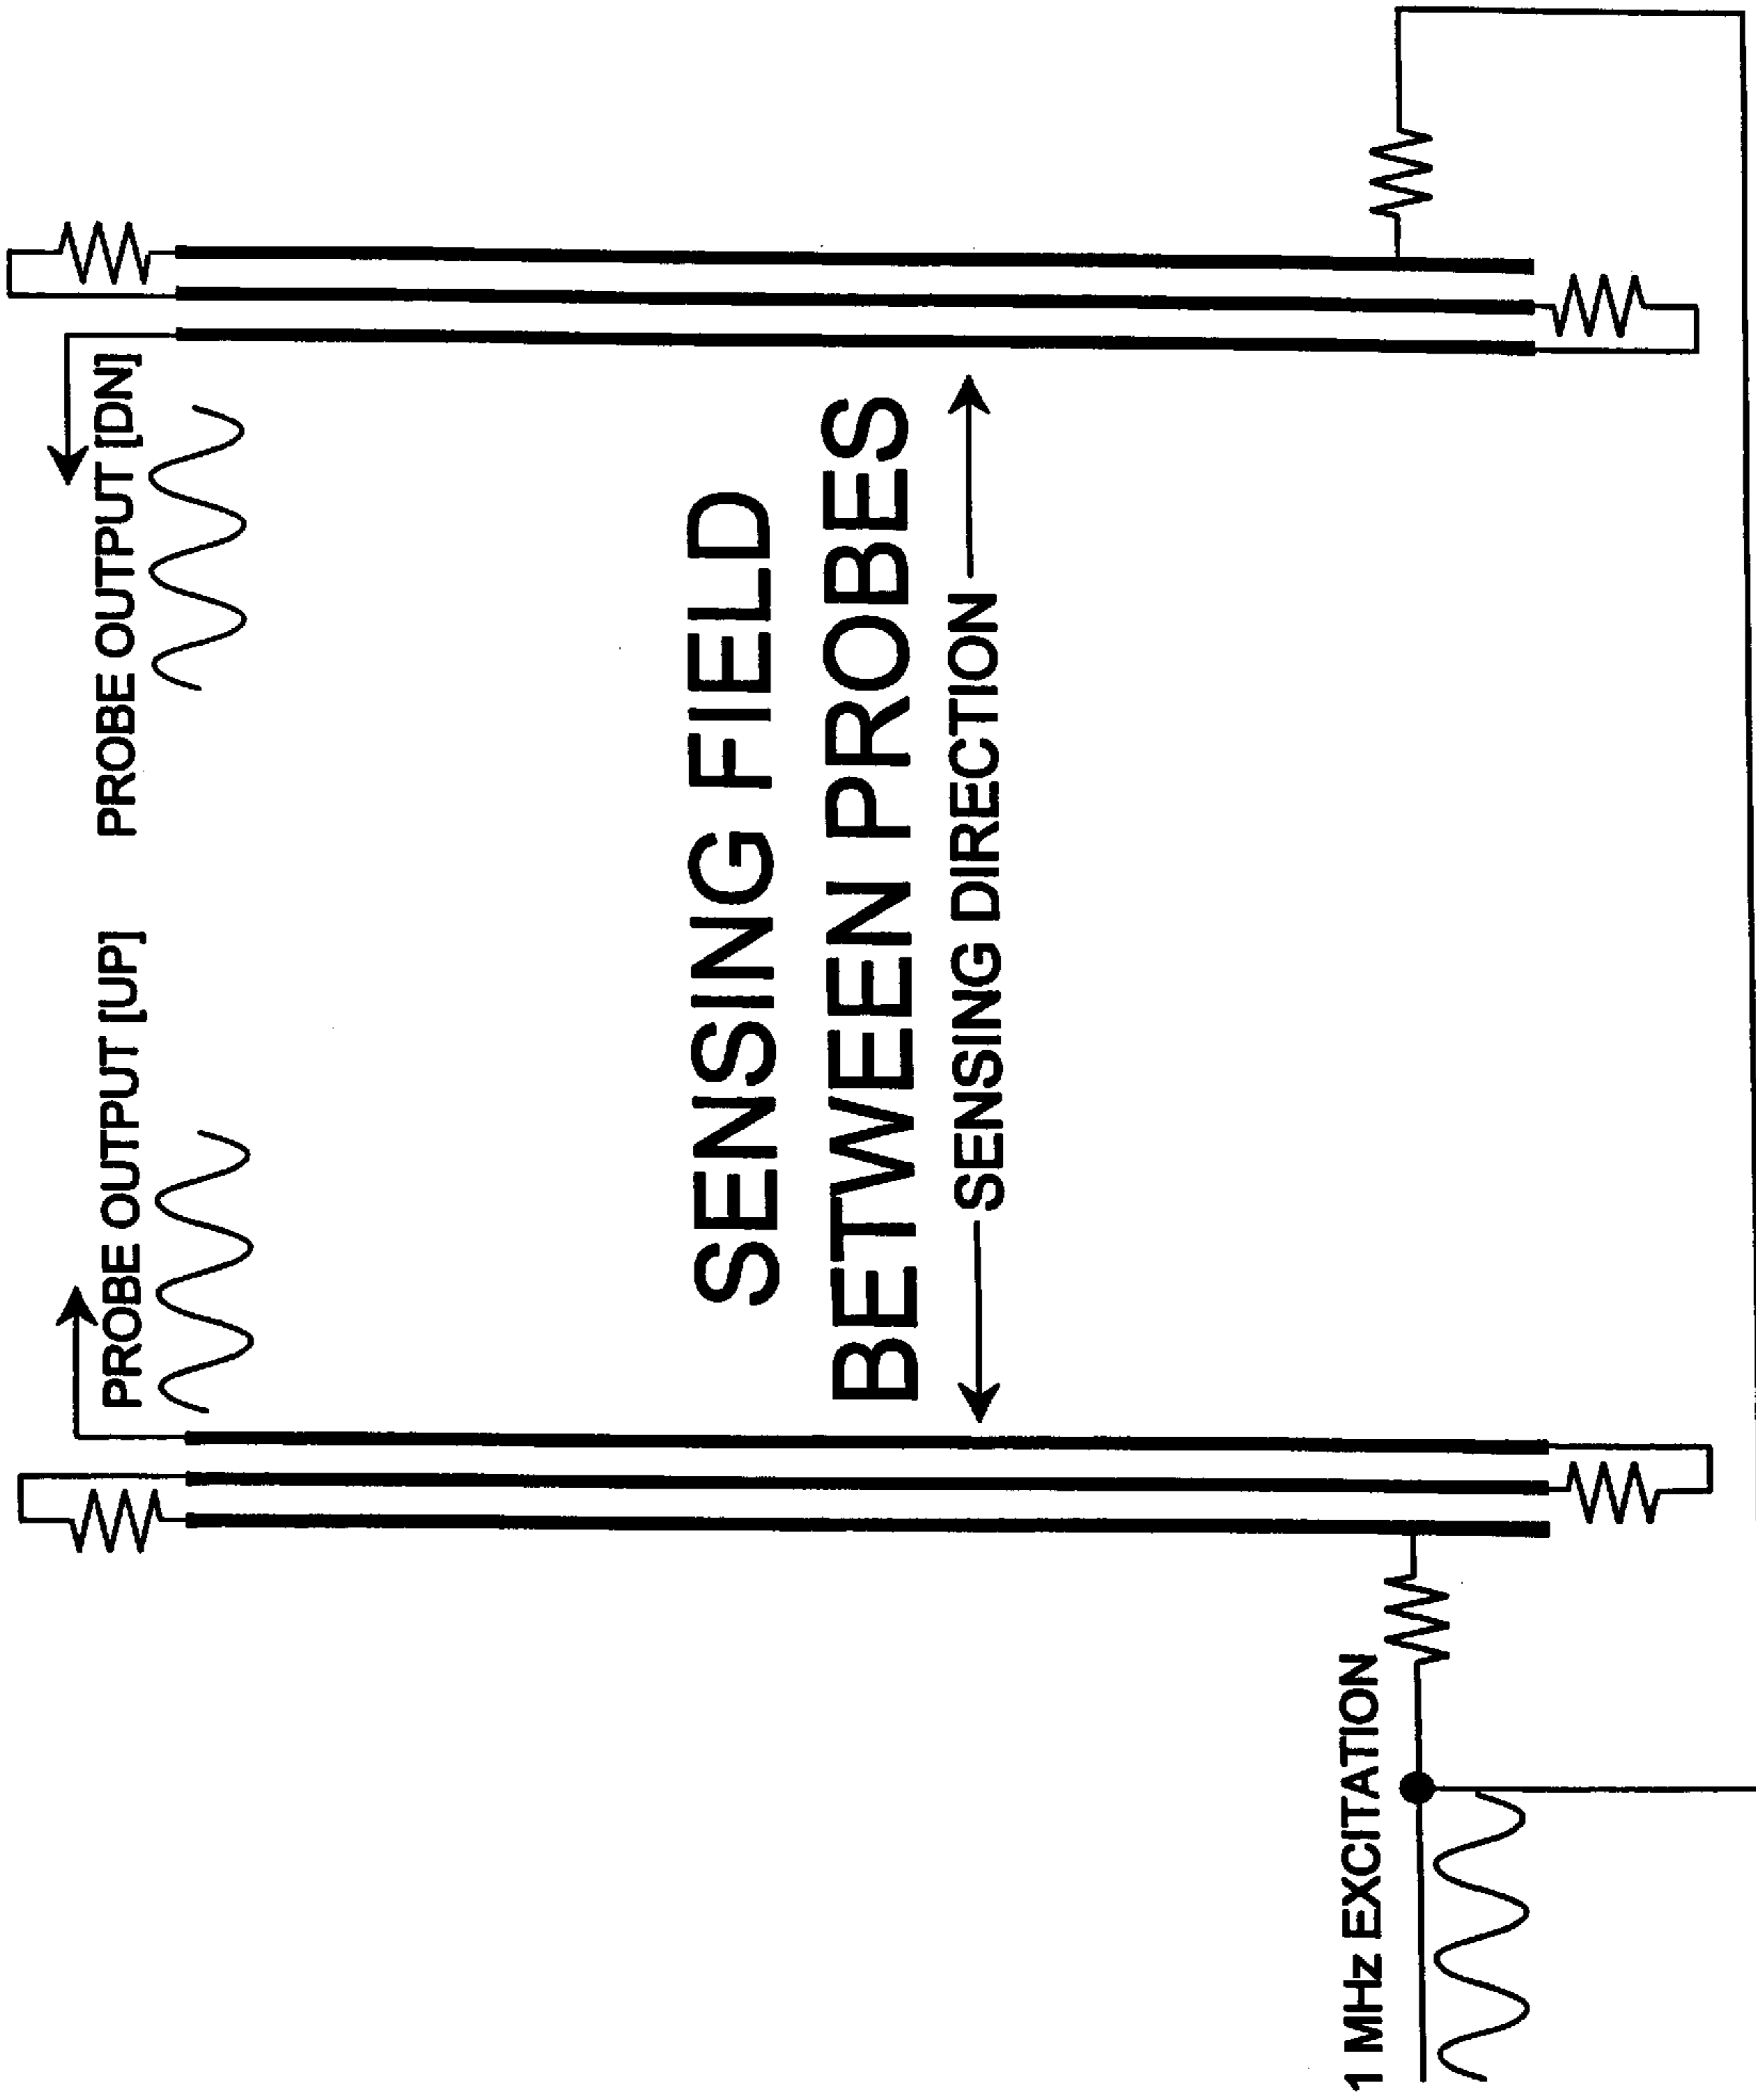 PROBE OUTPUT [UP]
PROBE OUTPUT [DN]
SENSING FIELD
BETWEEN PROBES
SENSING DIRECTION
1 MHz EXCITATION